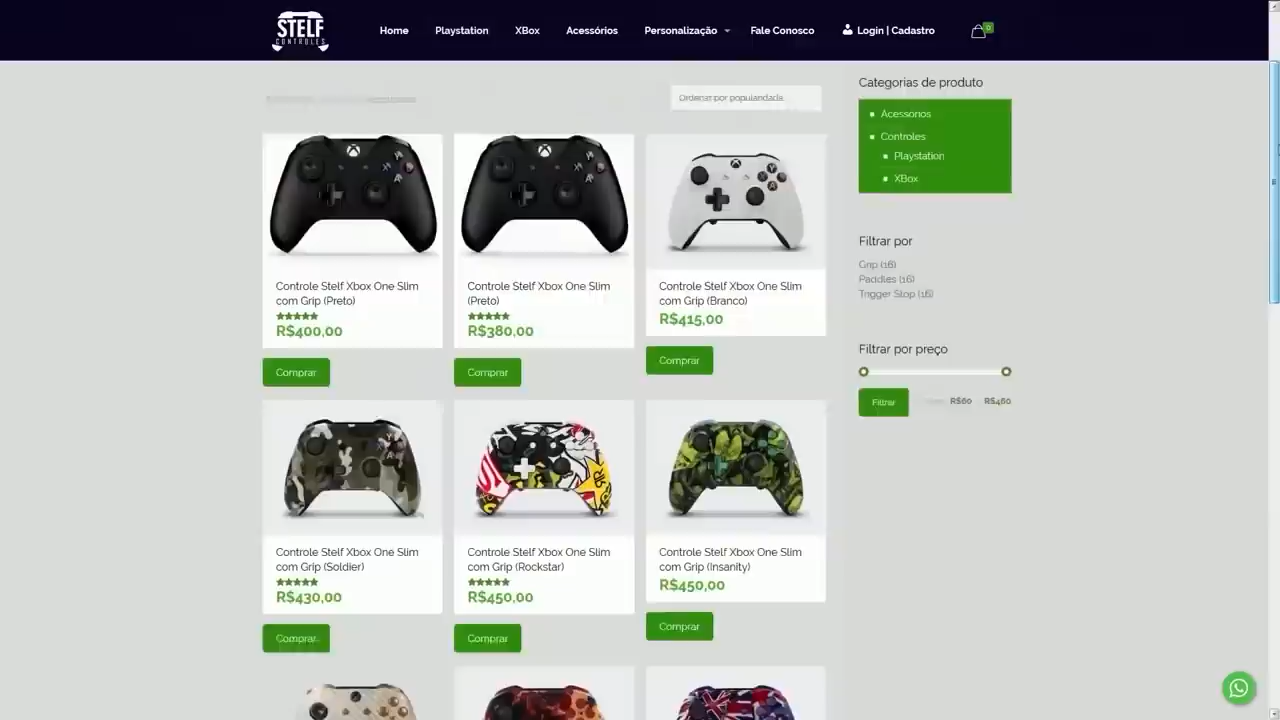 STELF
CONTROLES
Home
Playstation
XBox
Acessórios
Personalização
Fale Conosco
Login | Cadastro
0
Ordenar por popularidade
Categorias de produto
Acessórios
Controles
Playstation
XBox
Controle Stelf Xbox One Slim
com Grip (Preto)
R$400,00
Comprar
Controle Stelf Xbox One Slim
(Preto)
R$380,00
Comprar
Controle Stelf Xbox One Slim
com Grip (Branco)
R$415,00
Comprar
Filtrar por
Grip (16)
Paddles (16)
Trigger Stop (16)
Filtrar por preço
Filtrar
R$60
R$460
Controle Stelf Xbox One Slim
com Grip (Soldier)
R$430,00
Comprar
Controle Stelf Xbox One Slim
com Grip (Rockstar)
R$450,00
Comprar
Controle Stelf Xbox One Slim
com Grip (Insanity)
R$450,00
Comprar